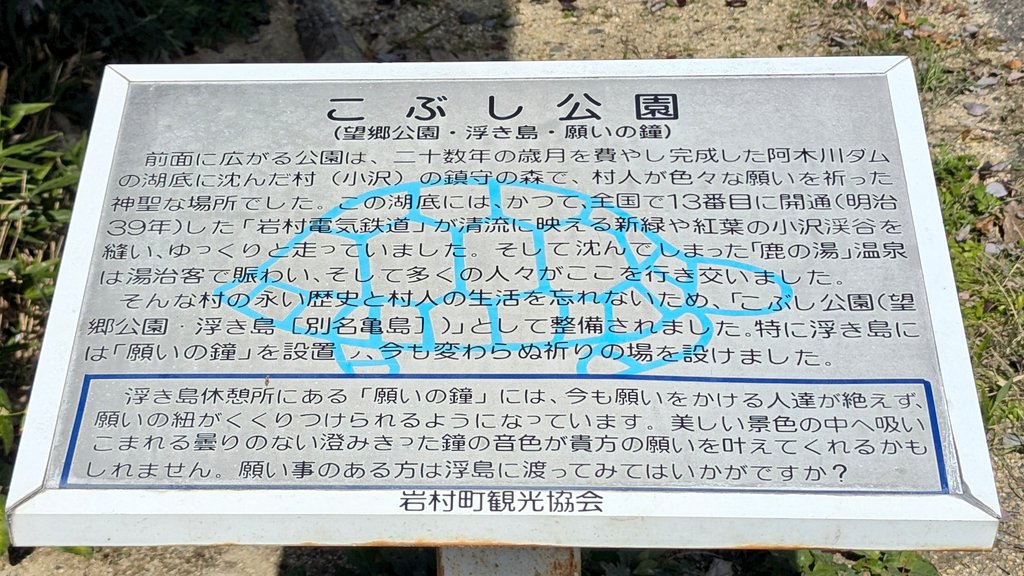 こぶし公園
(望郷公園・浮き島・願いの鐘)
前面に広がる公園は、二十数年の歳月を費やし完成した阿木川ダム
の湖底に沈んだ村（小沢）の鎮守の森で、村人が色々な願いを祈った
神聖な場所でした。この湖底には、かつて、全国で13番目に開通(明治
39年)した「岩村電気鉄道」が清流に映える新緑や紅葉の小沢渓谷を
縫い、ゆっくりと走っていました。そして沈んでしまった「鹿の湯」温泉
は湯治客で賑わい、そして多くの人々がここを行き交いました。
そんな村の永い歴史と村人の生活を忘れないため、「こぶし公園(望
郷公園・浮き島［別名亀島］)」として整備されました。特に浮き島に
は「願いの鐘」を設置し、今も変わらぬ祈りの場を設けました。
浮き島休憩所にある「願いの鐘」には、今も願いをかける人達が絶えず、
願いの紐がくくりつけられるようになっています。美しい景色の中へ吸い
こまれる曇りのない澄みきった鐘の音色が貴方の願いを叶えてくれるかも
しれません。願い事のある方は浮島に渡ってみてはいかがですか？
岩村町観光協会